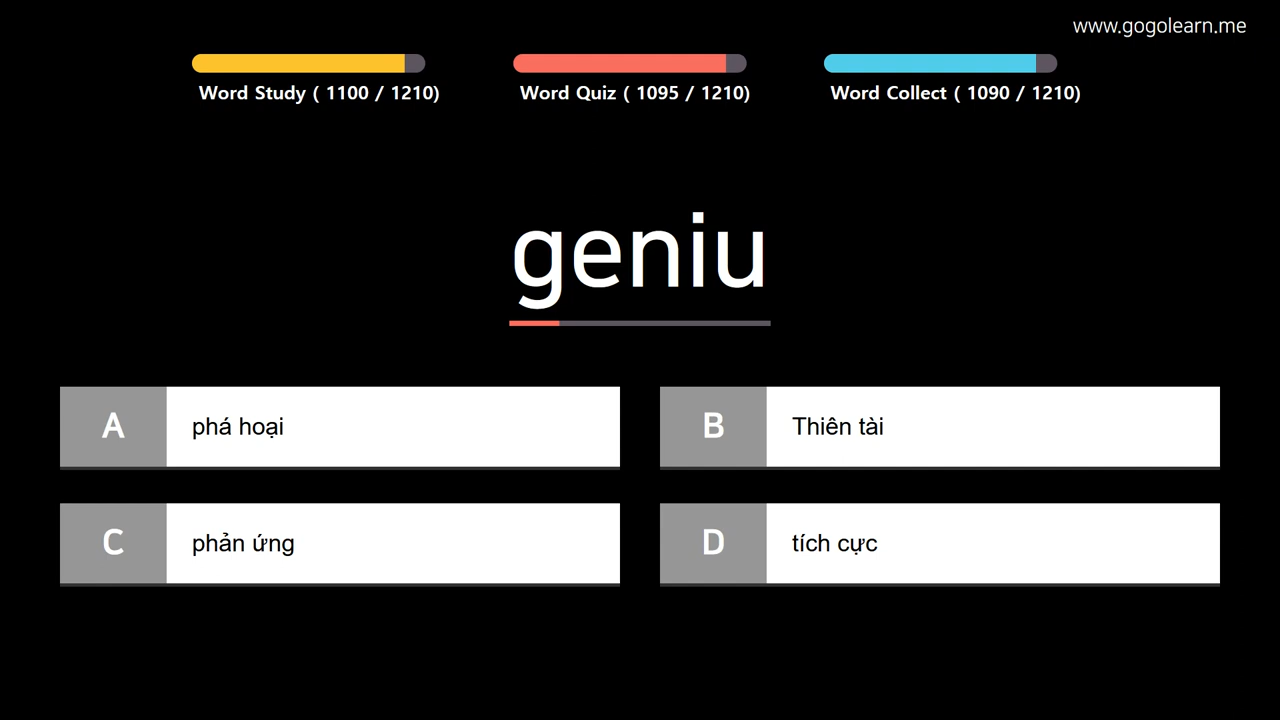 www.gogolearn.me
Word Study ( 1100 / 1210)
Word Quiz ( 1095 / 1210)
Word Collect ( 1090 / 1210)
geniu
A phá hoại
B Thiên tài
C phản ứng
D tích cực